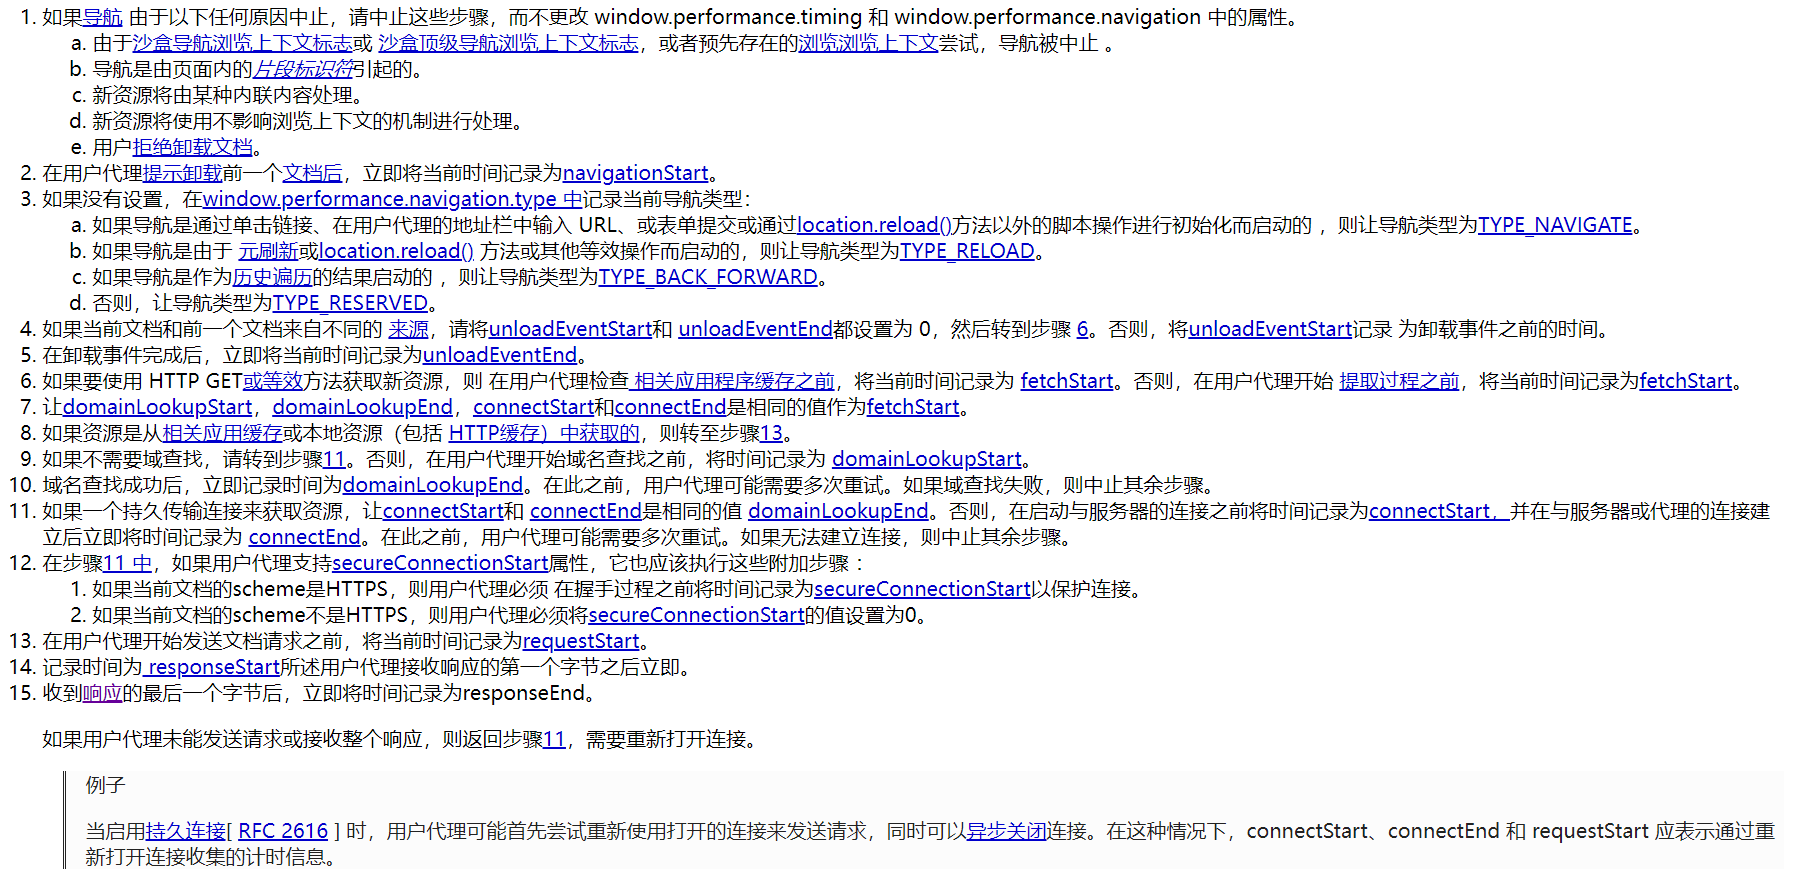 1. 如果导航 由于以下任何原因中止，请中止这些步骤，而不更改 window.performance.timing 和 window.performance.navigation 中的属性。
a. 由于沙盒导航浏览上下文标志或 沙盒顶级导航浏览上下文标志，或者预先存在的浏览浏览上下文尝试，导航被中止 。
b. 导航是由页面内的片段标识符引起的。
c. 新资源将由某种内联内容处理。
d. 新资源将使用不影响浏览上下文的机制进行处理。
e. 用户拒绝卸载文档。
2. 在用户代理提示卸载前一个文档后，立即将当前时间记录为navigationStart。
3. 如果没有设置，在window.performance.navigation.type 中记录当前导航类型：
a. 如果导航是通过单击链接、在用户代理的地址栏中输入 URL、或表单提交或通过location.reload()方法以外的脚本操作进行初始化而启动的 ，则让导航类型为TYPE_NAVIGATE。
b. 如果导航是由于 元刷新或location.reload() 方法或其他等效操作而启动的，则让导航类型为TYPE_RELOAD。
c. 如果导航是作为历史遍历的结果启动的 ，则让导航类型为TYPE_BACK_FORWARD。
d. 否则，让导航类型为TYPE_RESERVED。
4. 如果当前文档和前一个文档来自不同的 来源，请将unloadEventStart和 unloadEventEnd都设置为 0，然后转到步骤 6。否则，将unloadEventStart记录 为卸载事件之前的时间。
5. 在卸载事件完成后，立即将当前时间记录为unloadEventEnd。
6. 如果要使用 HTTP GET或等效方法获取新资源，则 在用户代理检查 相关应用程序缓存之前，将当前时间记录为 fetchStart。否则，在用户代理开始 提取过程之前，将当前时间记录为fetchStart。
7. 让domainLookupStart，domainLookupEnd，connectStart和connectEnd是相同的值作为fetchStart。
8. 如果资源是从相关应用缓存或本地资源（包括 HTTP缓存）中获取的，则转至步骤13。
9. 如果不需要域查找，请转到步骤11。否则，在用户代理开始域名查找之前，将时间记录为 domainLookupStart。
10. 域名查找成功后，立即记录时间为domainLookupEnd。在此之前，用户代理可能需要多次重试。如果域查找失败，则中止其余步骤。
11. 如果一个持久传输连接来获取资源，让connectStart和 connectEnd是相同的值 domainLookupEnd。否则，在启动与服务器的连接之前将时间记录为connectStart，并在与服务器或代理的连接建
立后立即将时间记录为 connectEnd。在此之前，用户代理可能需要多次重试。如果无法建立连接，则中止其余步骤。
12. 在步骤11 中，如果用户代理支持secureConnectionStart属性，它也应该执行这些附加步骤 ：
1. 如果当前文档的scheme是HTTPS，则用户代理必须 在握手过程之前将时间记录为secureConnectionStart以保护连接。
2. 如果当前文档的scheme不是HTTPS，则用户代理必须将secureConnectionStart的值设置为0。
13. 在用户代理开始发送文档请求之前，将当前时间记录为requestStart。
14. 记录时间为 responseStart所述用户代理接收响应的第一个字节之后立即。
15. 收到响应的最后一个字节后，立即将时间记录为responseEnd。
如果用户代理未能发送请求或接收整个响应，则返回步骤11，需要重新打开连接。
例子
当启用持久连接[ RFC 2616 ] 时，用户代理可能首先尝试重新使用打开的连接来发送请求，同时可以异步关闭连接。在这种情况下，connectStart、connectEnd 和 requestStart 应表示通过重
新打开连接收集的计时信息。